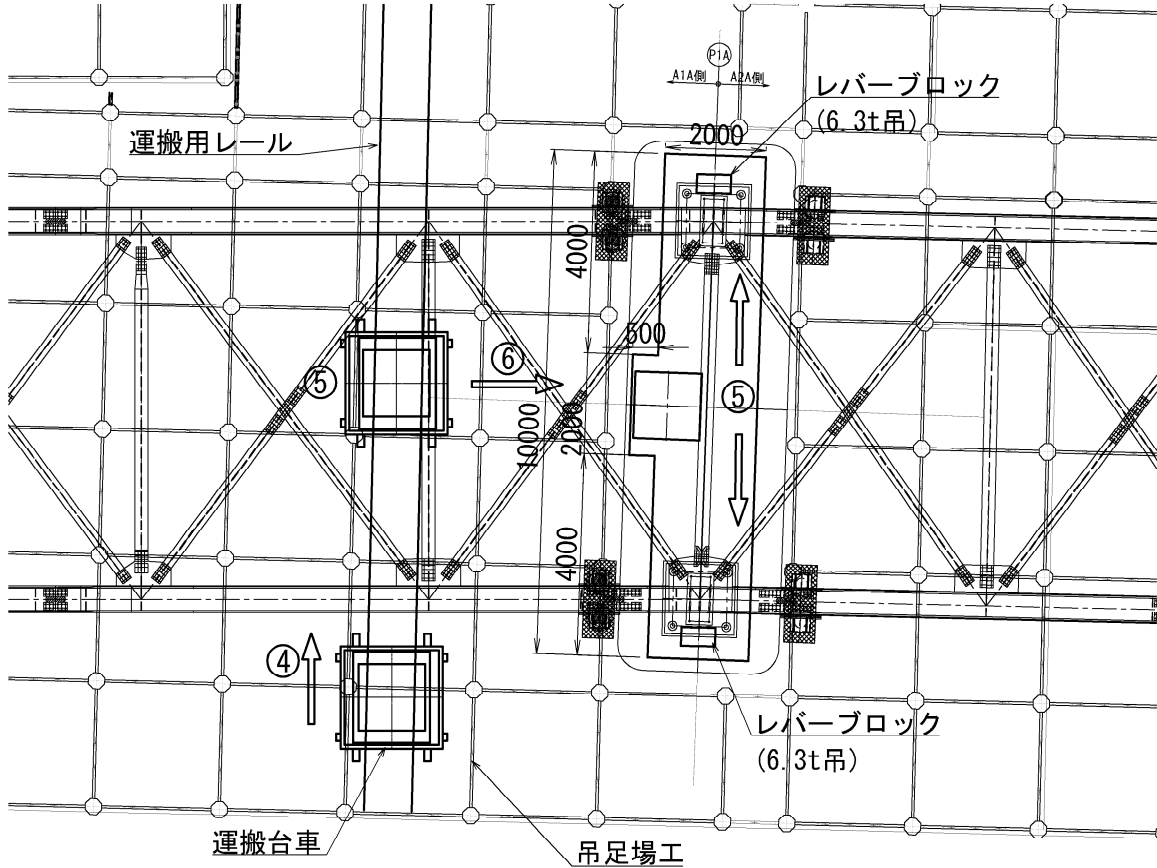 P1A
A1A側
A2A側
レバーブロック
(6.3t吊)
運搬用レール
2000
4000
500
⑥
⑤
⑤
10000
2000
4000
④
レバーブロック
(6.3t吊)
運搬台車
吊足場工